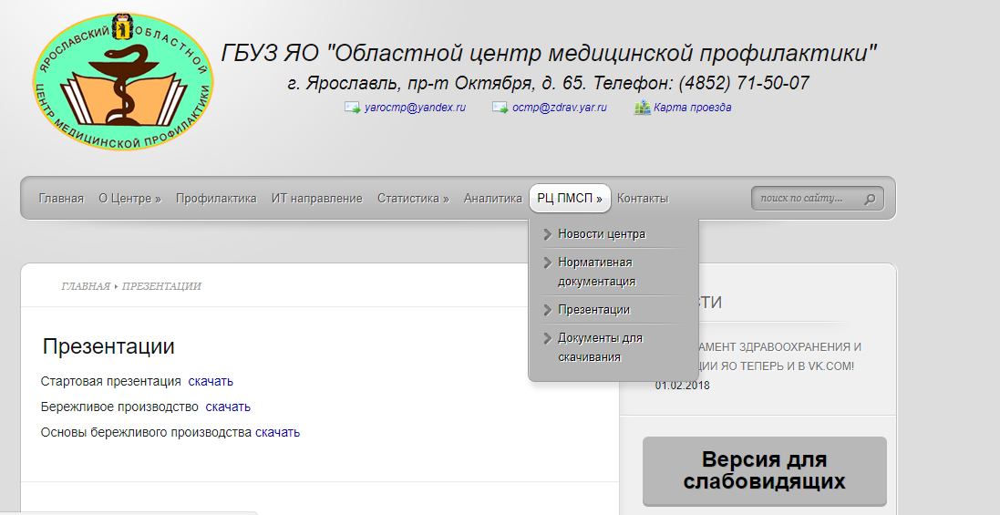 ЯРОСЛАВСКИЙ ОБЛАСТНОЙ
ЦЕНТР МЕДИЦИНСКОЙ ПРОФИЛАКТИКИ
ГБУЗ ЯО "Областной центр медицинской профилактики"
г. Ярославль, пр-т Октября, д. 65. Телефон: (4852) 71-50-07
yarocmp@yandex.ru ocmp@zdrav.yar.ru Карта проезда
Главная О Центре » Профилактика ИТ направление Статистика » Аналитика РЦ ПМСП » Контакты поиск по сайту...
Новости центра
Нормативная
документация
Презентации
Документы для
скачивания
ГЛАВНАЯ ПРЕЗЕНТАЦИИ
Презентации
Стартовая презентация скачать
Бережливое производство скачать
Основы бережливого производства скачать
СТИ
АМЕНТ ЗДРАВООХРАНЕНИЯ И
ЦИИ ЯО ТЕПЕРЬ И В VK.COM!
01.02.2018
Версия для
слабовидящих